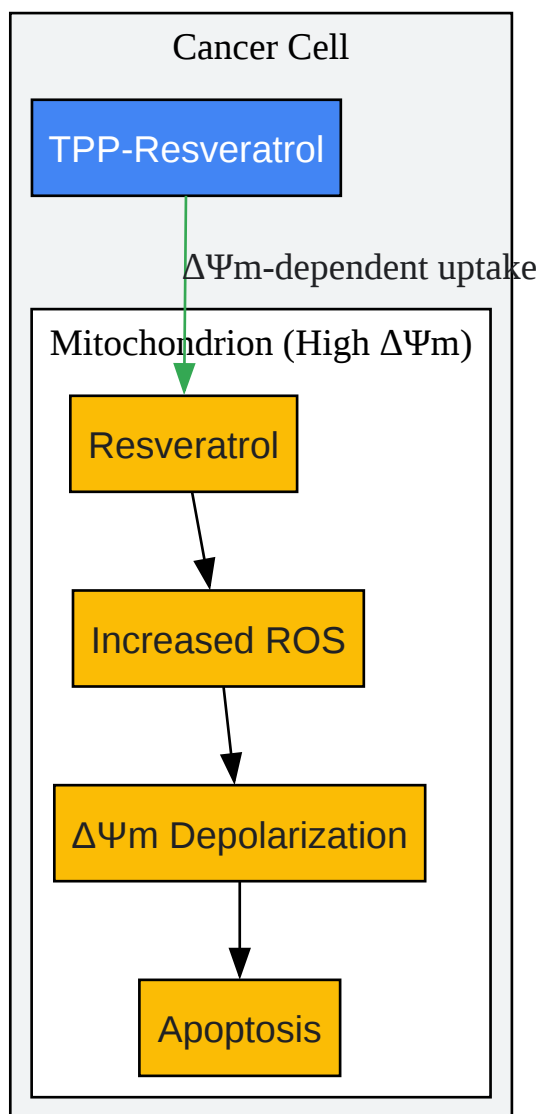 Cancer Cell
TPP-Resveratrol
ΔΨm-dependent uptake
Mitochondrion (High ΔΨm)
Resveratrol
Increased ROS
ΔΨm Depolarization
Apoptosis